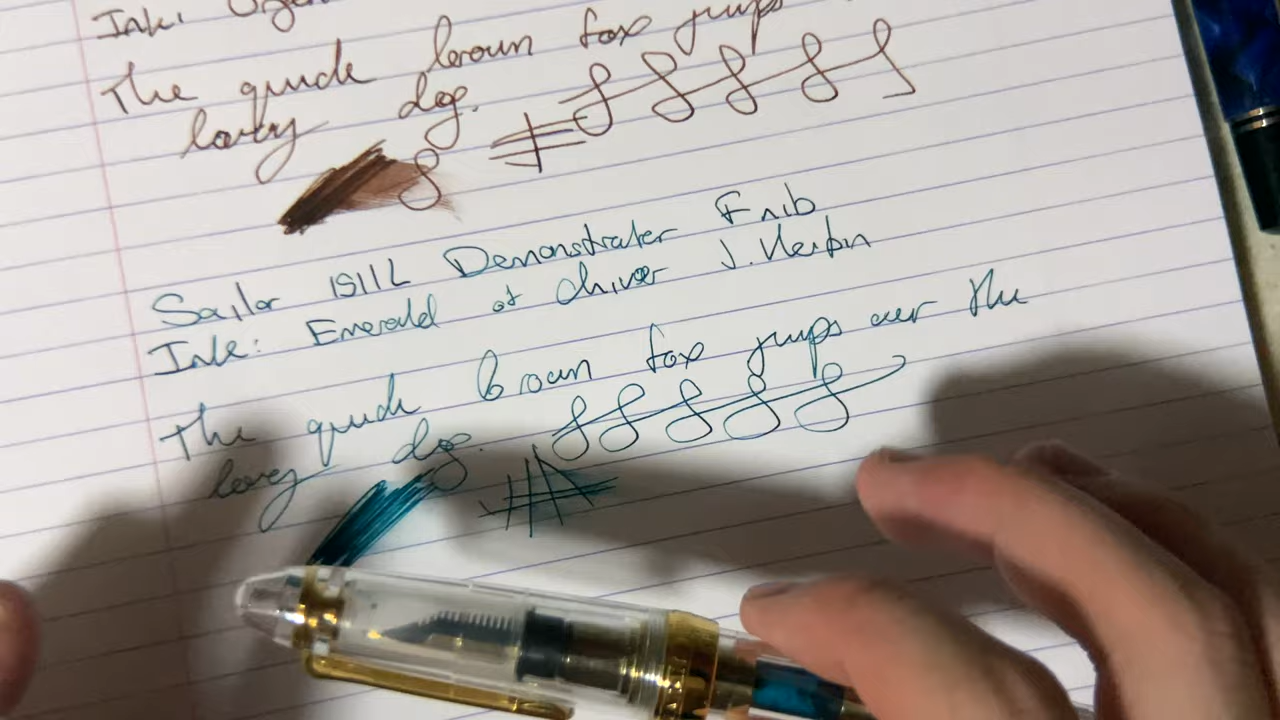 Ink:
The quick brown fox jumps
lazy dog.
Sailor 1911L Demonstrator F nib
Ink: Emerald of chivor J. Herbin
The quick brown fox jumps over the
lazy dog.